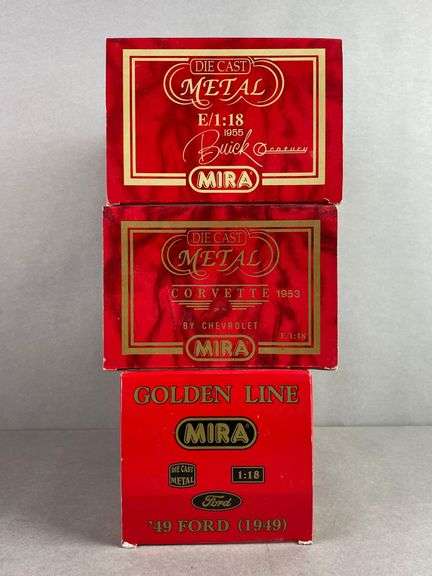 DIE CAST
METAL
E/1:18
1955
Buick Century
MIRA
DIE CAST
METAL
CORVETTE 1953
BY CHEVROLET
E/1:18
MIRA
GOLDEN LINE
MIRA
DIE CAST
METAL
1:18
Ford
'49 FORD (1949)